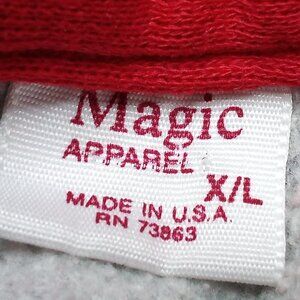 Magic
APPAREL
X/L
MADE IN U.S.A.
RN 73863